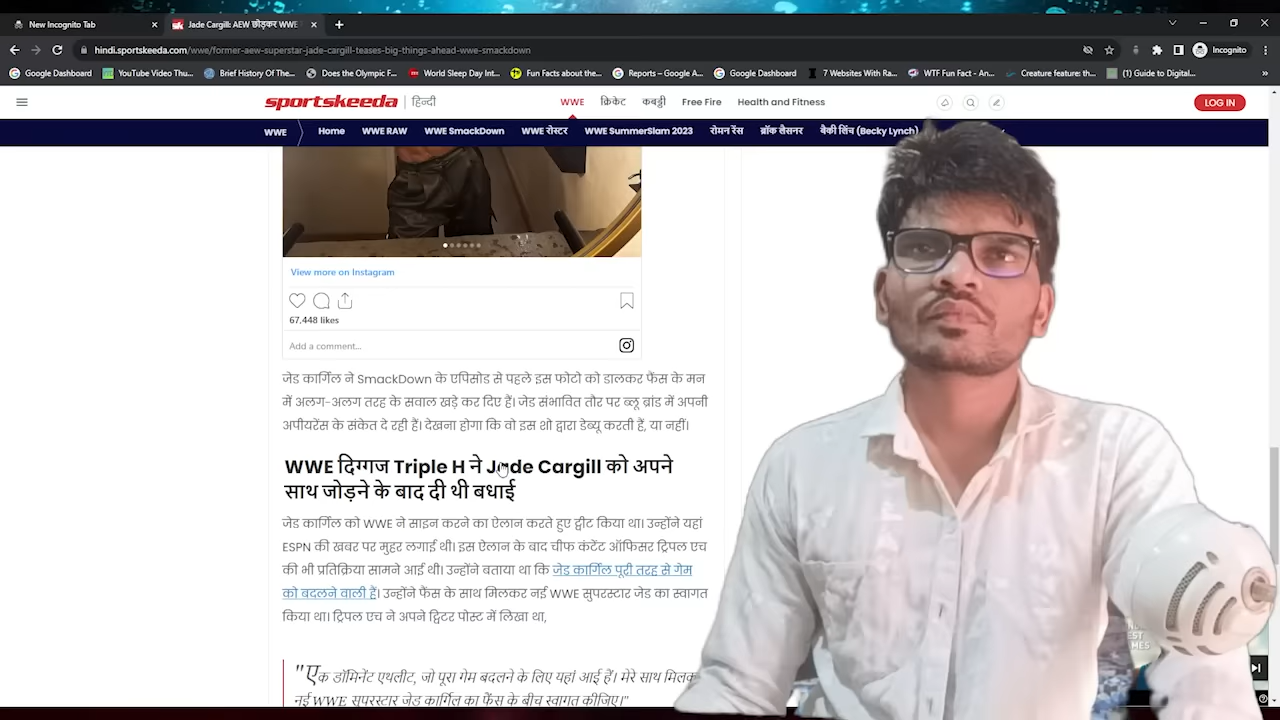 New Incognito Tab
Jade Cargill: AEW छोड़कर WWE
hindi.sportskeeda.com/wwe/former-aew-superstar-jade-cargill-teases-big-things-ahead-wwe-smackdown
Incognito
Google Dashboard
YouTube Video Thu...
Brief History Of The...
Does Olympic F...
World Sleep Day Int...
Fun Facts about the...
Reports – Google A...
Google Dashboard
7 Websites With Ra...
WTF Fun Fact – An...
Creature feature: th...
(1) Guide to Digital...
sportskeeda हिन्दी
WWE क्रिकेट कबड्डी Free Fire Health and Fitness
LOG IN
WWE Home WWE RAW WWE SmackDown WWE रोस्टर WWE SummerSlam 2023 रोमन रेंस ब्रॉक लैसनर बैकी लिंच (Becky Lynch)
View more on Instagram
67,448 likes
Add a comment...
जेड कार्गिल ने SmackDown के एपिसोड से पहले इस फोटो को डालकर फैंस के मन
में अलग-अलग तरह के सवाल खड़े कर दिए हैं। जेड संभावित तौर पर ब्लू ब्रांड में अपनी
अपीयरेंस के संकेत दे रही हैं। देखना होगा कि वो इस शो द्वारा डेब्यू करती हैं, या नहीं।
WWE दिग्गज Triple H ने Jade Cargill को अपने
साथ जोड़ने के बाद दी थी बधाई
जेड कार्गिल को WWE ने साइन करने का ऐलान करते हुए ट्वीट किया था। उन्होंने यहां
ESPN की खबर पर मुहर लगाई थी। इस ऐलान के बाद चीफ कंटेंट ऑफिसर ट्रिपल एच
की भी प्रतिक्रिया सामने आई थी। उन्होंने बताया था कि जेड कार्गिल पूरी तरह से गेम
को बदलने वाली हैं। उन्होंने फैंस के साथ मिलकर नई WWE सुपरस्टार जेड का स्वागत
किया था। ट्रिपल एच ने अपने ट्विटर पोस्ट में लिखा था,
"एक डॉमिनेंट एथलीट, जो पूरा गेम बदलने के लिए यहां आई हैं। मेरे साथ मिलक
नई WWE सुपरस्टार जेड कार्गिल का फैंस के बीच स्वागत कीजिए।"
EST
MES